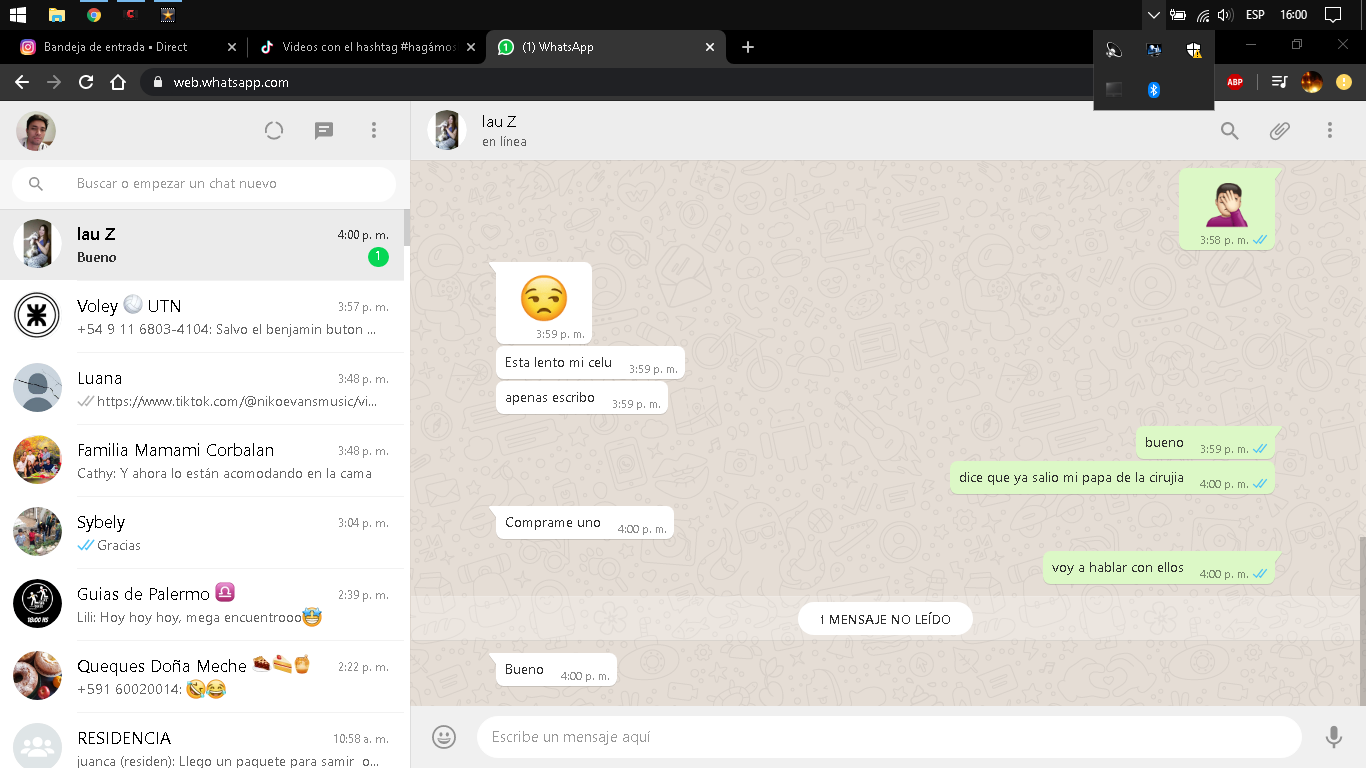 ESP 16:00
Bandeja de entrada • Direct
Videos con el hashtag #hagámos
(1) WhatsApp
web.whatsapp.com
ABP
lau Z
en línea
Buscar o empezar un chat nuevo
lau Z 4:00 p. m.
Bueno 1
Voley 🏐 UTN 3:57 p. m.
+54 9 11 6803-4104: Salvo el benjamin buton ...
Luana 3:48 p. m.
https://www.tiktok.com/@nikoevansmusic/vi...
Familia Mamami Corbalan 3:48 p. m.
Cathy: Y ahora lo están acomodando en la cama
Sybely 3:04 p. m.
Gracias
Guias de Palermo ♎ 2:39 p. m.
18:00 HS
Lili: Hoy hoy hoy, mega encuentrooo🤩
Queques Doña Meche 🍫🍰🍮 2:22 p. m.
+591 60020014: 🤣😂
RESIDENCIA 10:58 a. m.
juanca (residen): Llego un paquete para samir o...
3:58 p. m.
3:59 p. m.
Esta lento mi celu 3:59 p. m.
apenas escribo 3:59 p. m.
bueno 3:59 p. m.
dice que ya salio mi papa de la cirujia 4:00 p. m.
Comprame uno 4:00 p. m.
voy a hablar con ellos 4:00 p. m.
1 MENSAJE NO LEÍDO
Bueno 4:00 p. m.
Escribe un mensaje aquí